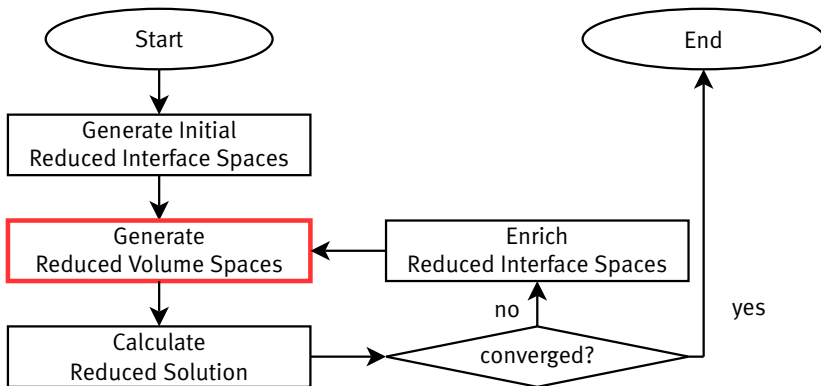 Start
End
Generate Initial
Reduced Interface Spaces
Generate
Reduced Volume Spaces
Enrich
Reduced Interface Spaces
no
yes
Calculate
Reduced Solution
converged?